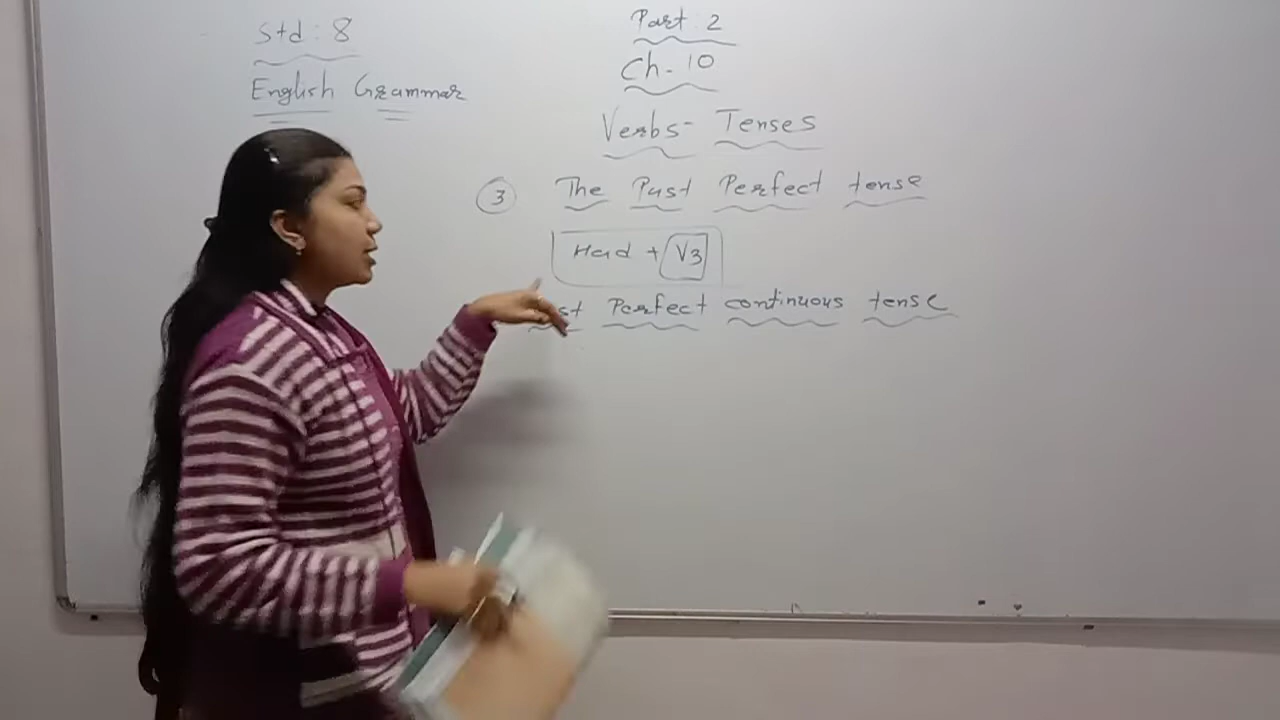 Std: 8
English Grammar
Part: 2
Ch- 10
Verbs- Tenses
3 The Past Perfect tense
Had + V3
Perfect continuous tense